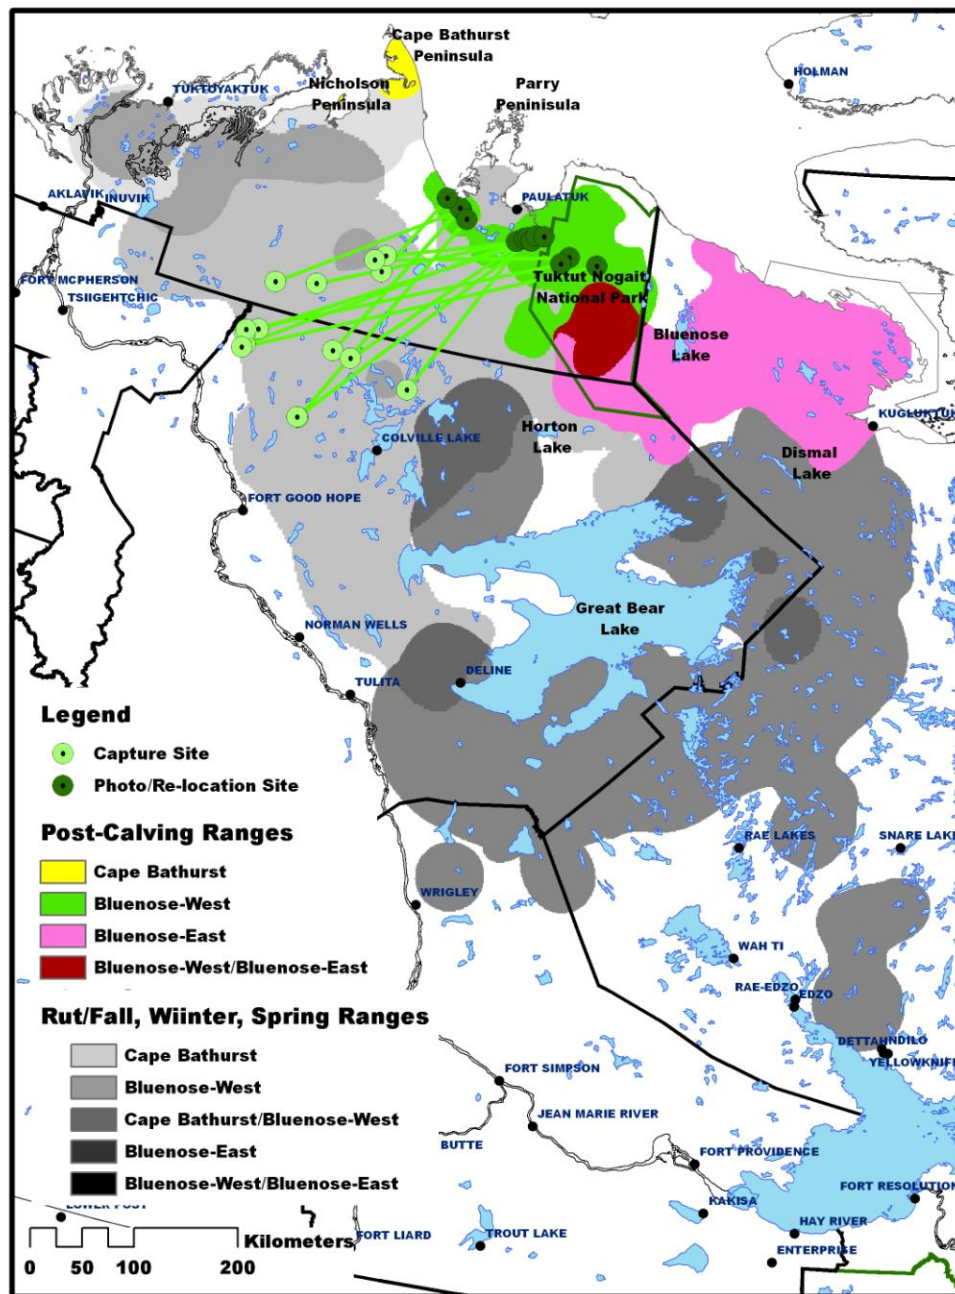 Cape Bathurst
Peninsula
HOLMAN
Nicholson
Peninsula
Parry
Peninisula
TUKTOYAKTUK
AKLAVIK
INUVIK
PAULATUK
FORT MCPHERSON
TSIIGEHTCHIC
Tuktut Nogait
National Park
Bluenose
Lake
KUGLUKTUK
Horton
Lake
Dismal
Lake
COLVILLE LAKE
FORT GOOD HOPE
Great Bear
Lake
NORMAN WELLS
DELINE
TULITA
Legend
Capture Site
Photo/Re-location Site
Post-Calving Ranges
Cape Bathurst
Bluenose-West
Bluenose-East
Bluenose-West/Bluenose-East
RAE LAKES
SNARE LAKE
WRIGLEY
WAH TI
RAE-EDZO
EDZO
DETTAH
NDILO
YELLOWKNIFE
Rut/Fall, Wiinter, Spring Ranges
Cape Bathurst
Bluenose-West
Cape Bathurst/Bluenose-West
Bluenose-East
Bluenose-West/Bluenose-East
FORT SIMPSON
JEAN MARIE RIVER
BUTTE
FORT PROVIDENCE
FORT RESOLUTION
KAKISA
HAY RIVER
ENTERPRISE
TROUT LAKE
FORT LIARD
Kilometers
0 50 100 200